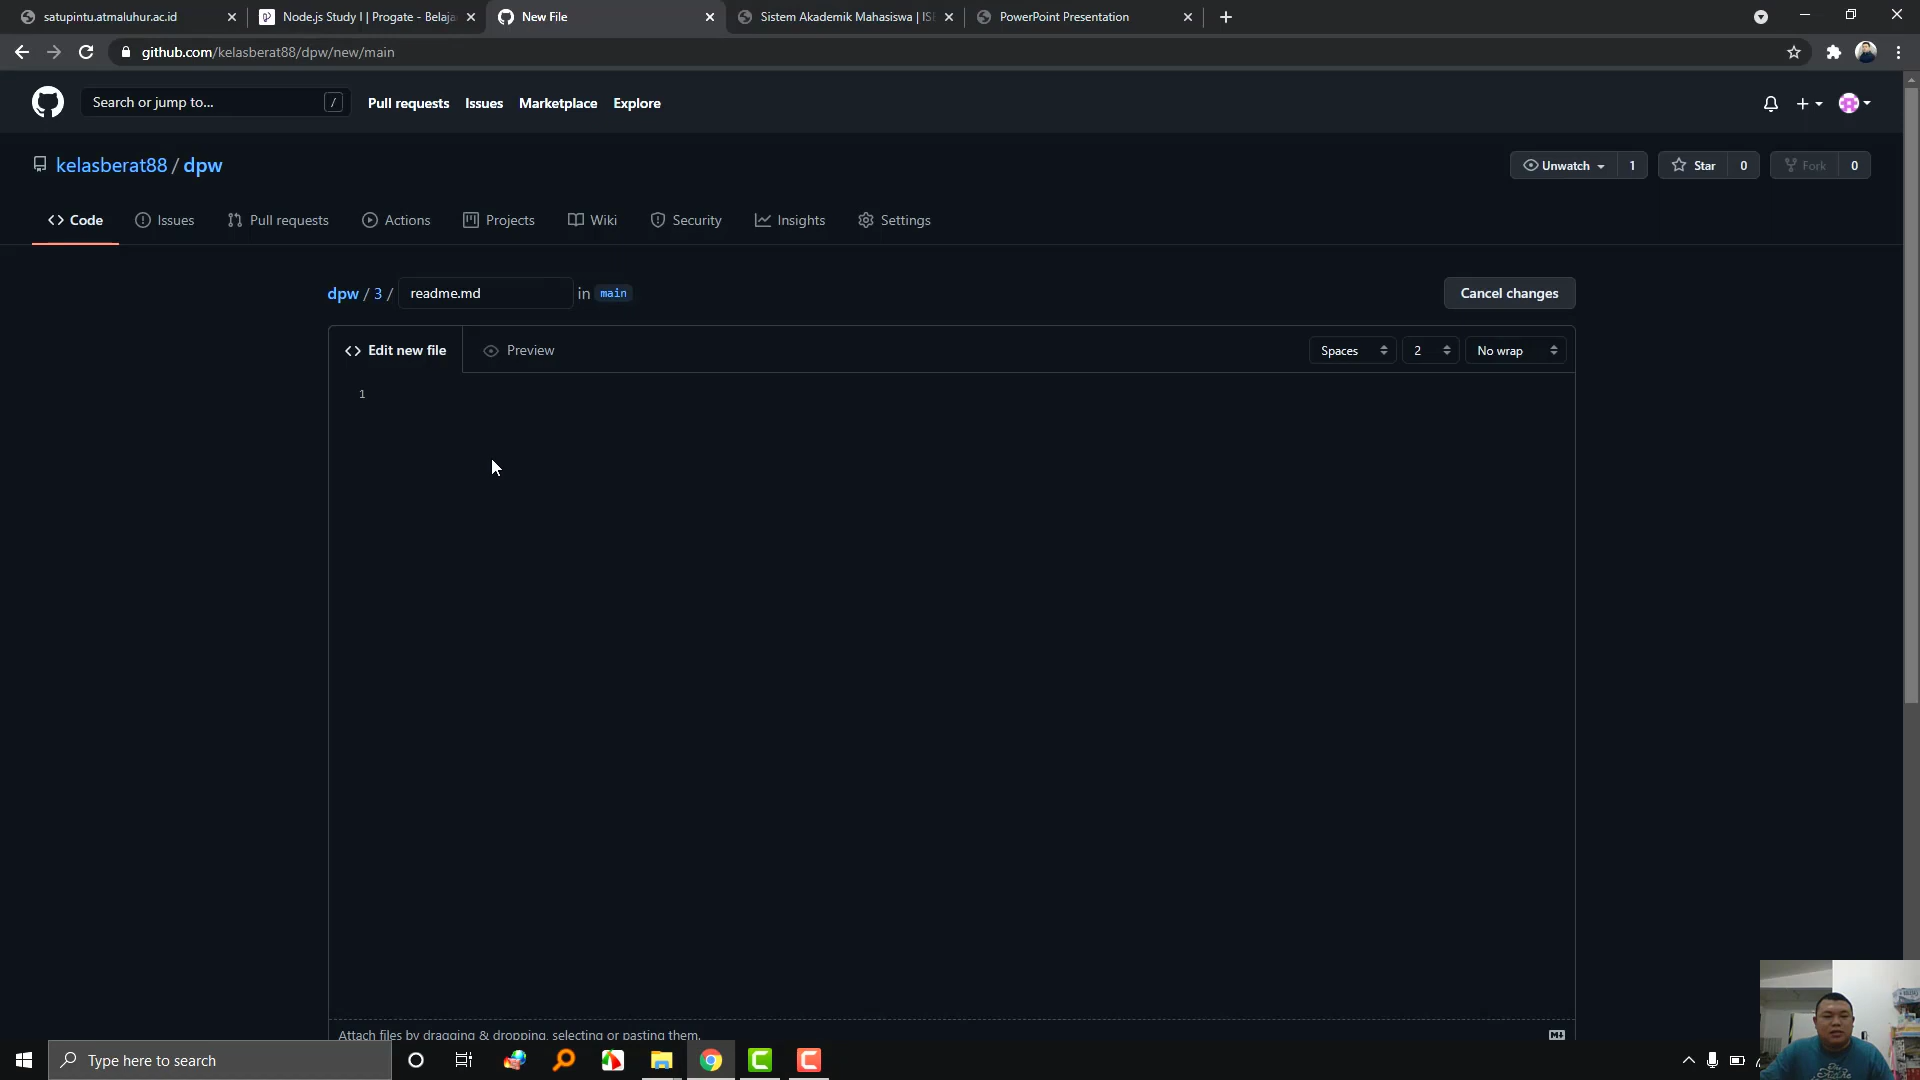 satupintu.atmaluhur.ac.id
Node.js Study I | Progate - Belaja
New File
Sistem Akademik Mahasiswa | ISI
PowerPoint Presentation
github.com/kelasberat88/dpw/new/main
Search or jump to...
/
Pull requests
Issues
Marketplace
Explore
kelasberat88 / dpw
Unwatch
1
Star
0
Fork
0
Code
Issues
Pull requests
Actions
Projects
Wiki
Security
Insights
Settings
dpw / 3 / readme.md in main
Cancel changes
Edit new file
Preview
Spaces
2
No wrap
1
Attach files by dragging & dropping, selecting or pasting them.
Type here to search